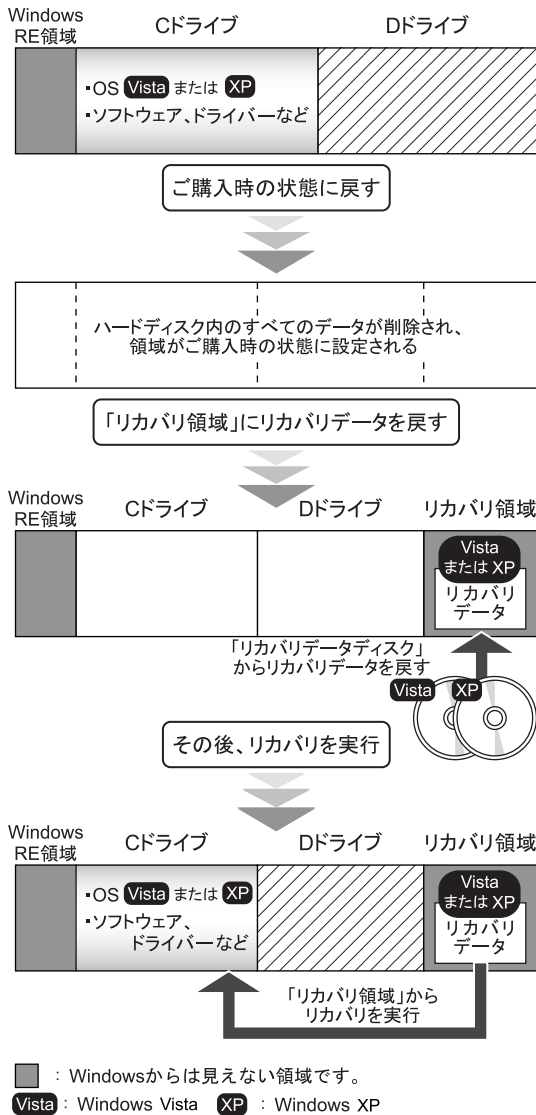 Windows
RE領域
Cドライブ
Dドライブ
・OS Vista または XP
・ソフトウェア、ドライバーなど
ご購入時の状態に戻す
ハードディスク内のすべてのデータが削除され、
領域がご購入時の状態に設定される
「リカバリ領域」にリカバリデータを戻す
Windows
RE領域
Cドライブ
Dドライブ
リカバリ領域
Vista
または XP
リカバリ
データ
「リカバリデータディスク」
からリカバリデータを戻す
Vista
XP
その後、リカバリを実行
Windows
RE領域
Cドライブ
Dドライブ
リカバリ領域
・OS Vista または XP
・ソフトウェア、
ドライバーなど
Vista
または XP
リカバリ
データ
「リカバリ領域」から
リカバリを実行
：Windowsからは見えない領域です。
Vista：Windows Vista XP：Windows XP